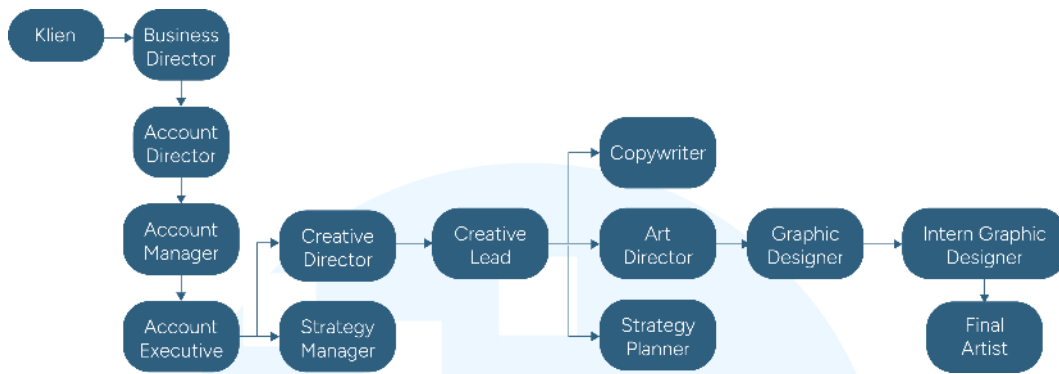 Klien
Business
Director
Account
Director
Account
Manager
Account
Executive
Creative
Director
Strategy
Manager
Creative
Lead
Copywriter
Art
Director
Strategy
Planner
Graphic
Designer
Intern Graphic
Designer
Final
Artist